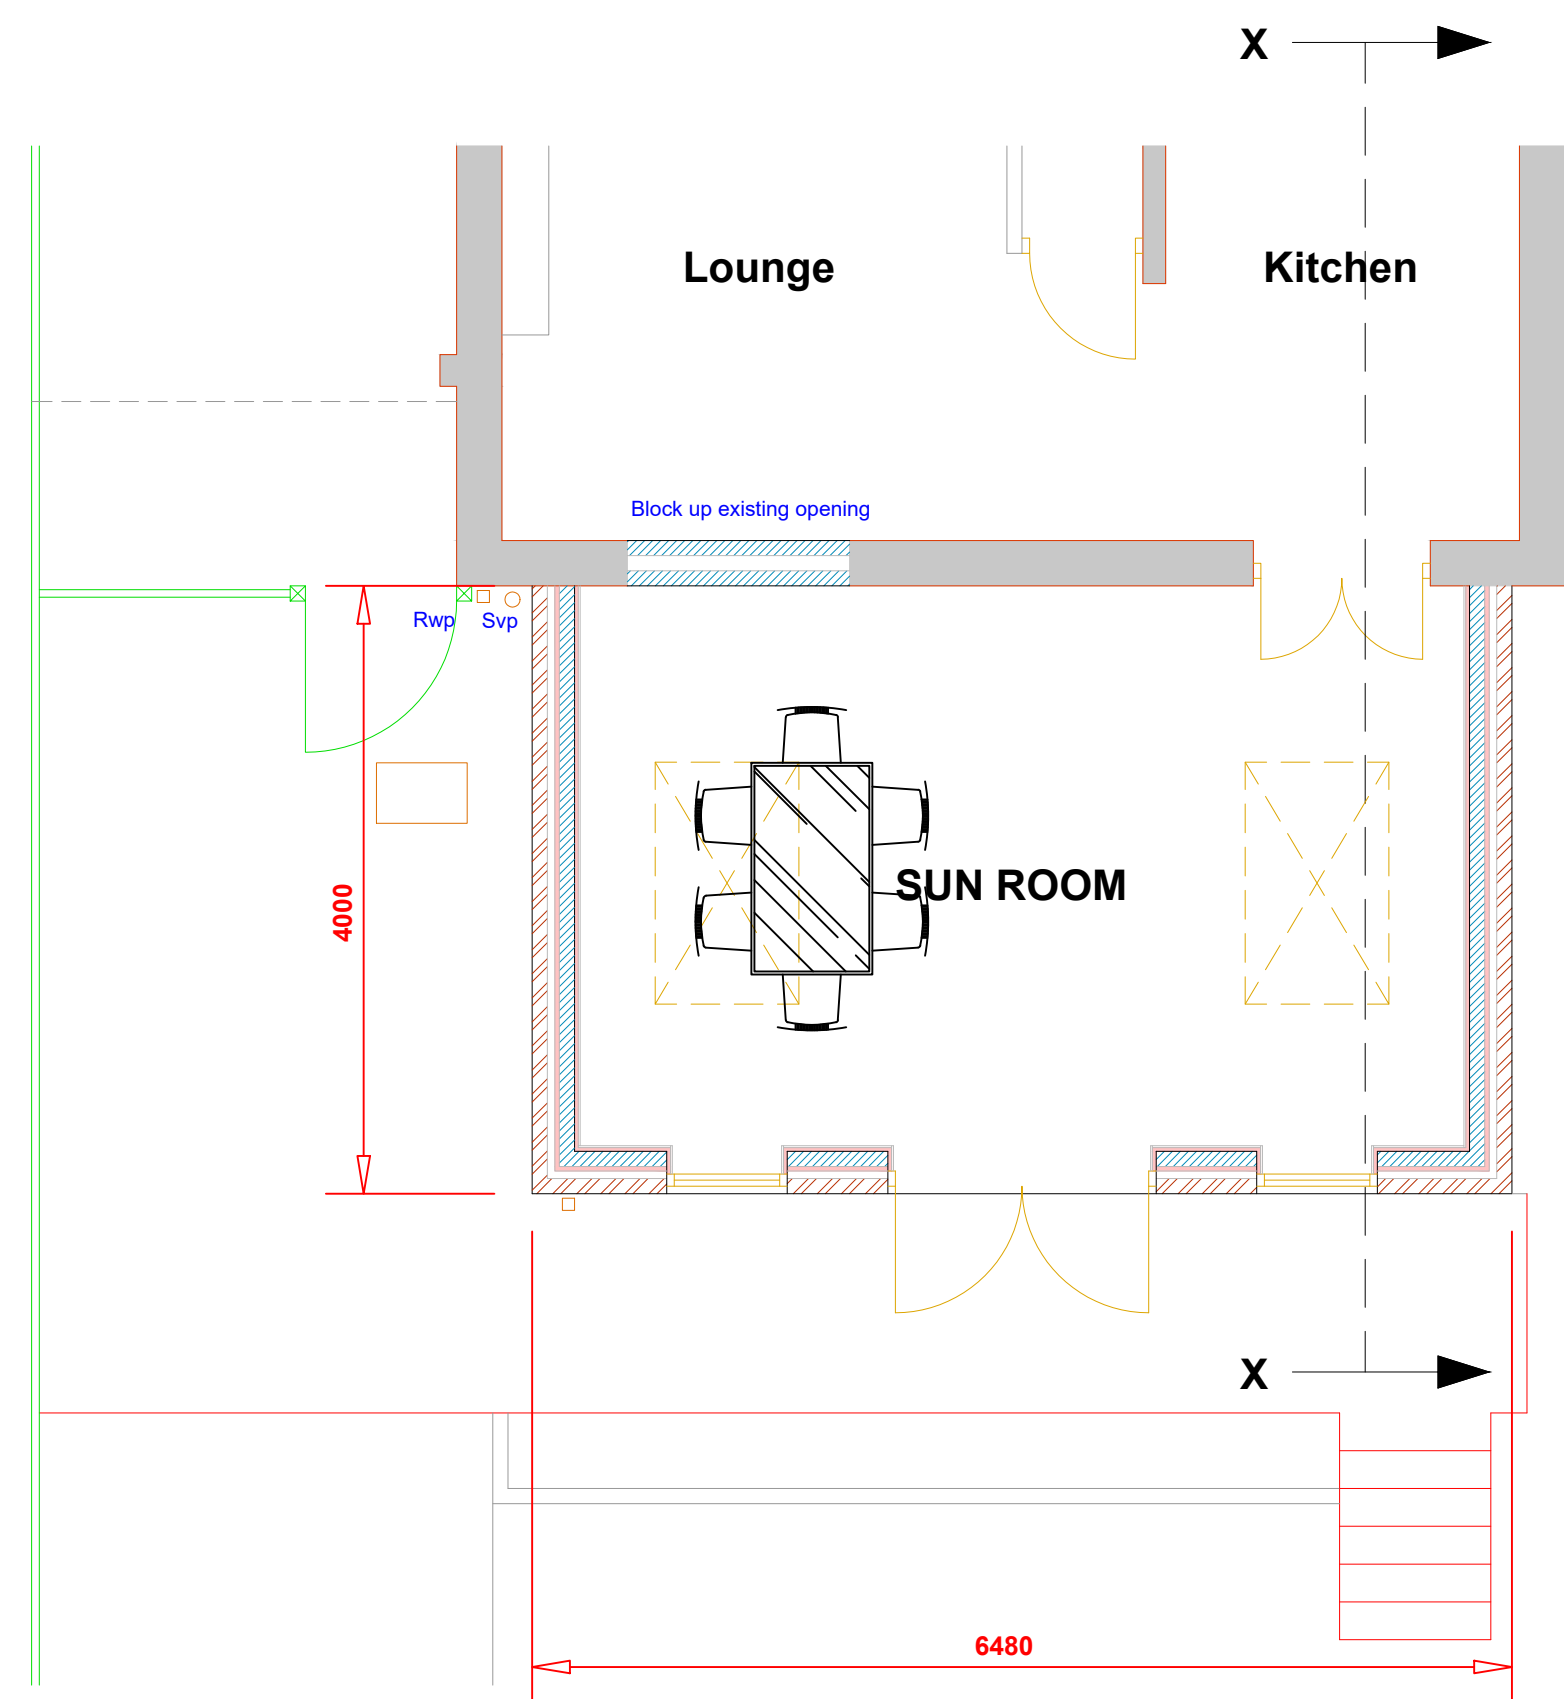 X
Lounge
Kitchen
Block up existing opening
Rwp
Svp
SUN ROOM
4000
X
6480